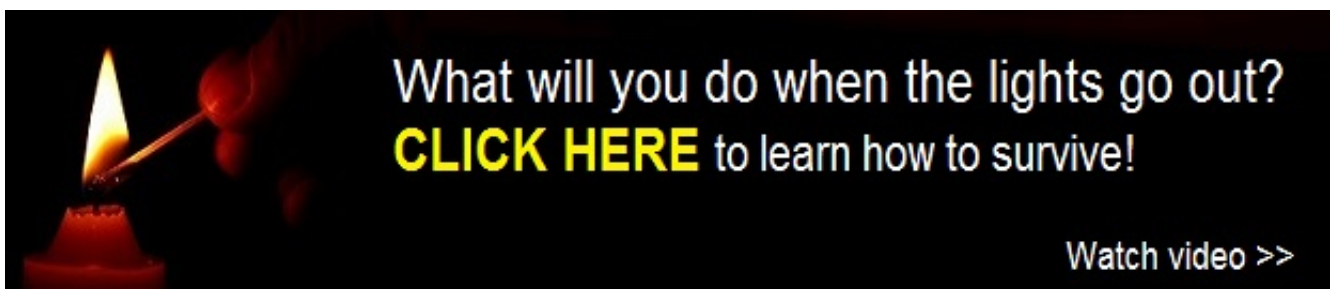 What will you do when the lights go out?
CLICK HERE to learn how to survive!
Watch video >>